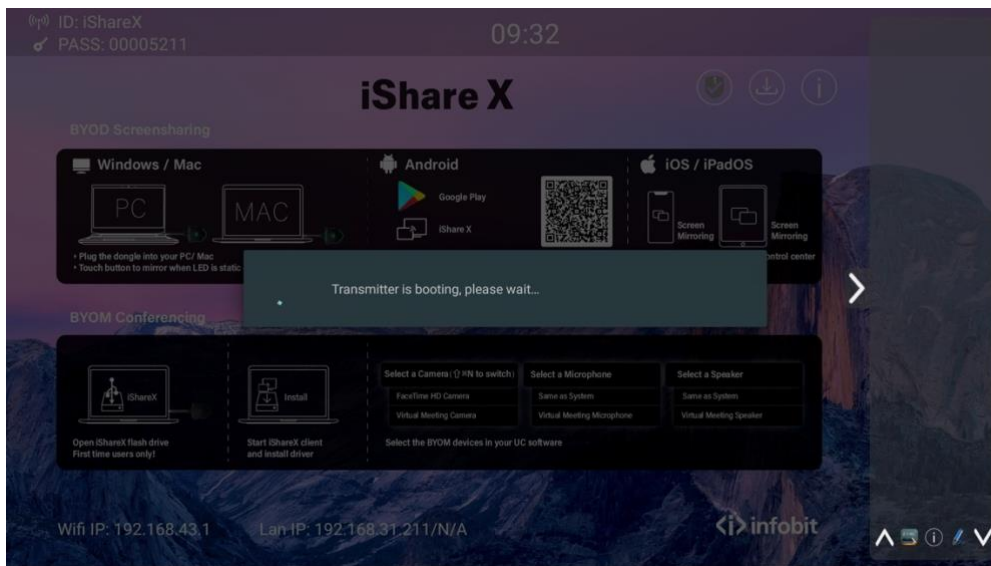 ID: iShareX
PASS: 00005211
09:32
iShare X
BYOD Screensharing
Windows / Mac
PC
MAC
• Plug the dongle into your PC/ Mac
• Touch button to mirror when LED is static
Android
Google Play
iShare X
iOS / iPadOS
Screen
Mirroring
Screen
Mirroring
control center
Transmitter is booting, please wait...
BYOM Conferencing
iShareX
Open iShareX flash drive
First time users only!
Install
Start iShareX client
and install driver
Select a Camera(⇧⌘N to switch)
FaceTime HD Camera
Virtual Meeting Camera
Select a Microphone
Same as System
Virtual Meeting Microphone
Select a Speaker
Same as System
Virtual Meeting Speaker
Select the BYOM devices in your UC software
Wifi IP: 192.168.43.1
Lan IP: 192.168.31.211/N/A
<i> infobit